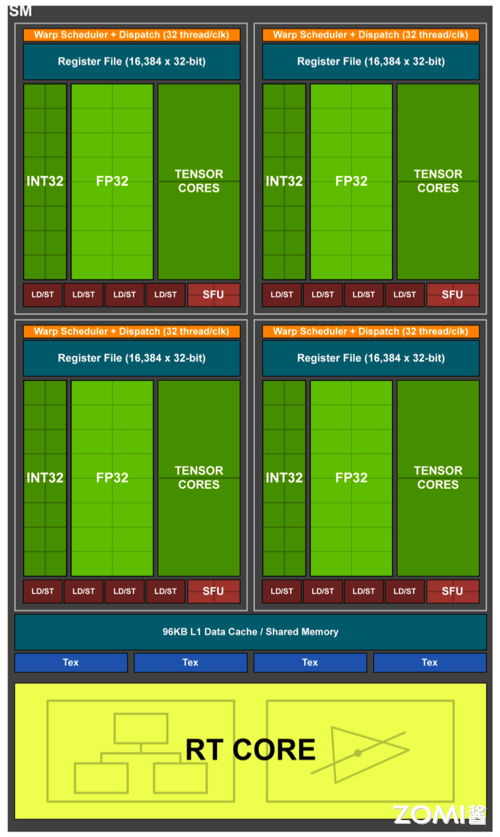 SM
Warp Scheduler + Dispatch (32 thread/clk)
Register File (16,384 x 32-bit)
INT32
FP32
TENSOR
CORES
LD/ST
LD/ST
LD/ST
LD/ST
SFU
Warp Scheduler + Dispatch (32 thread/clk)
Register File (16,384 x 32-bit)
INT32
FP32
TENSOR
CORES
LD/ST
LD/ST
LD/ST
LD/ST
SFU
Warp Scheduler + Dispatch (32 thread/clk)
Register File (16,384 x 32-bit)
INT32
FP32
TENSOR
CORES
LD/ST
LD/ST
LD/ST
LD/ST
SFU
Warp Scheduler + Dispatch (32 thread/clk)
Register File (16,384 x 32-bit)
INT32
FP32
TENSOR
CORES
LD/ST
LD/ST
LD/ST
LD/ST
SFU
96KB L1 Data Cache / Shared Memory
Tex
Tex
Tex
Tex
RT CORE
ZOMI酱